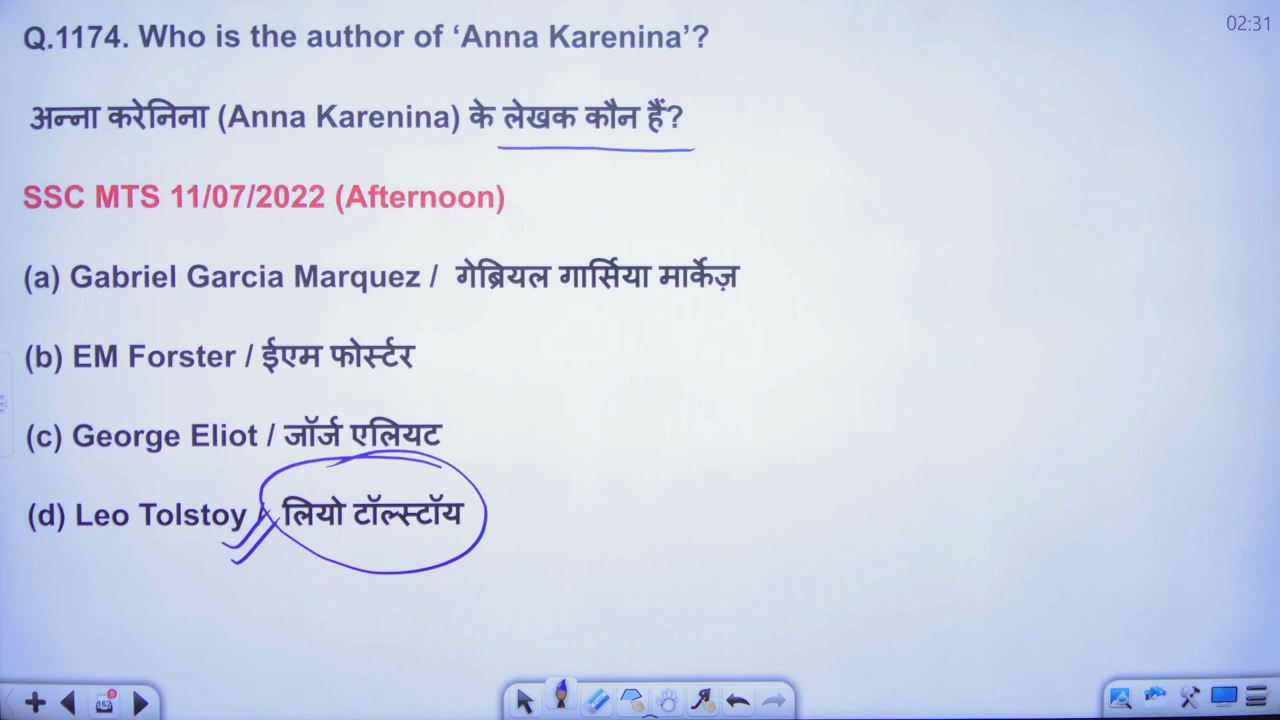 02:31
Q.1174. Who is the author of ‘Anna Karenina’?
अन्ना करेनिना (Anna Karenina) के लेखक कौन हैं?
SSC MTS 11/07/2022 (Afternoon)
(a) Gabriel Garcia Marquez / गेब्रियल गार्सिया मार्केज़
(b) EM Forster / ईएम फोर्स्टर
(c) George Eliot / जॉर्ज एलियट
(d) Leo Tolstoy / लियो टॉल्स्टॉय
162